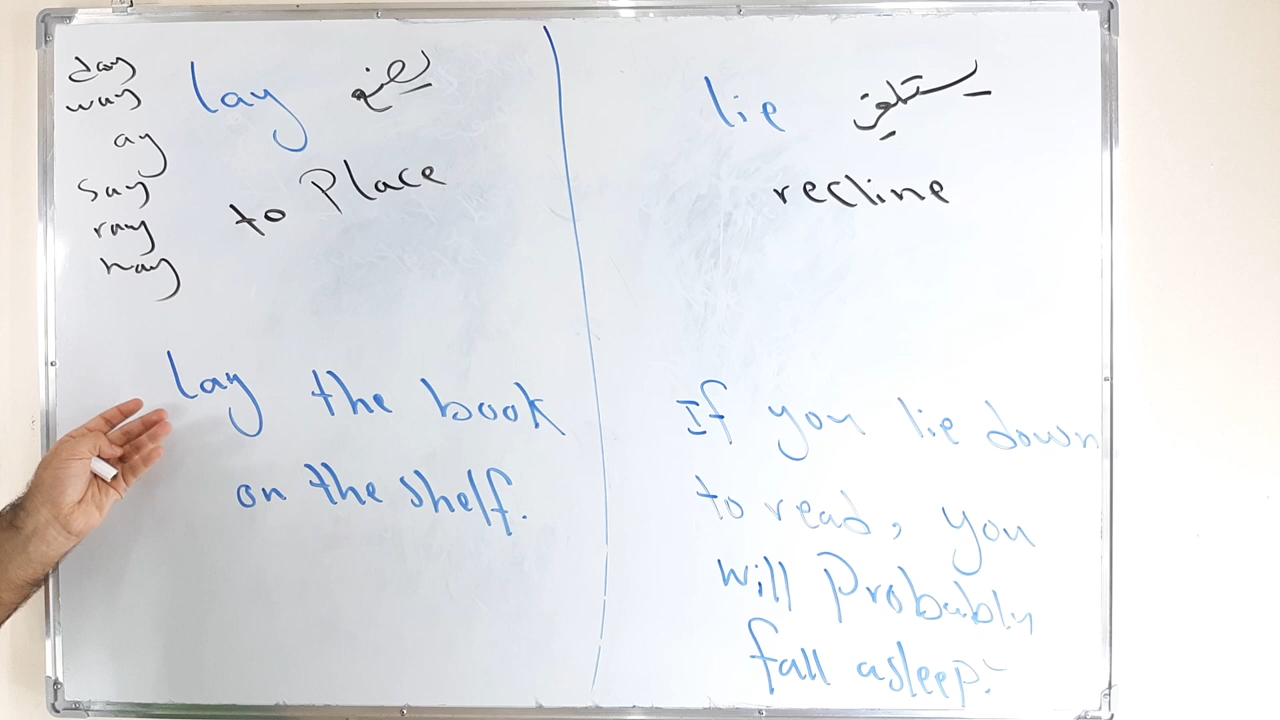 day
way
ay
say
ray
hay
lay يضع
to Place
lay the book
on the shelf.
lie يستلقي
recline
If you lie down
to read, you
will Probably
fall asleep.